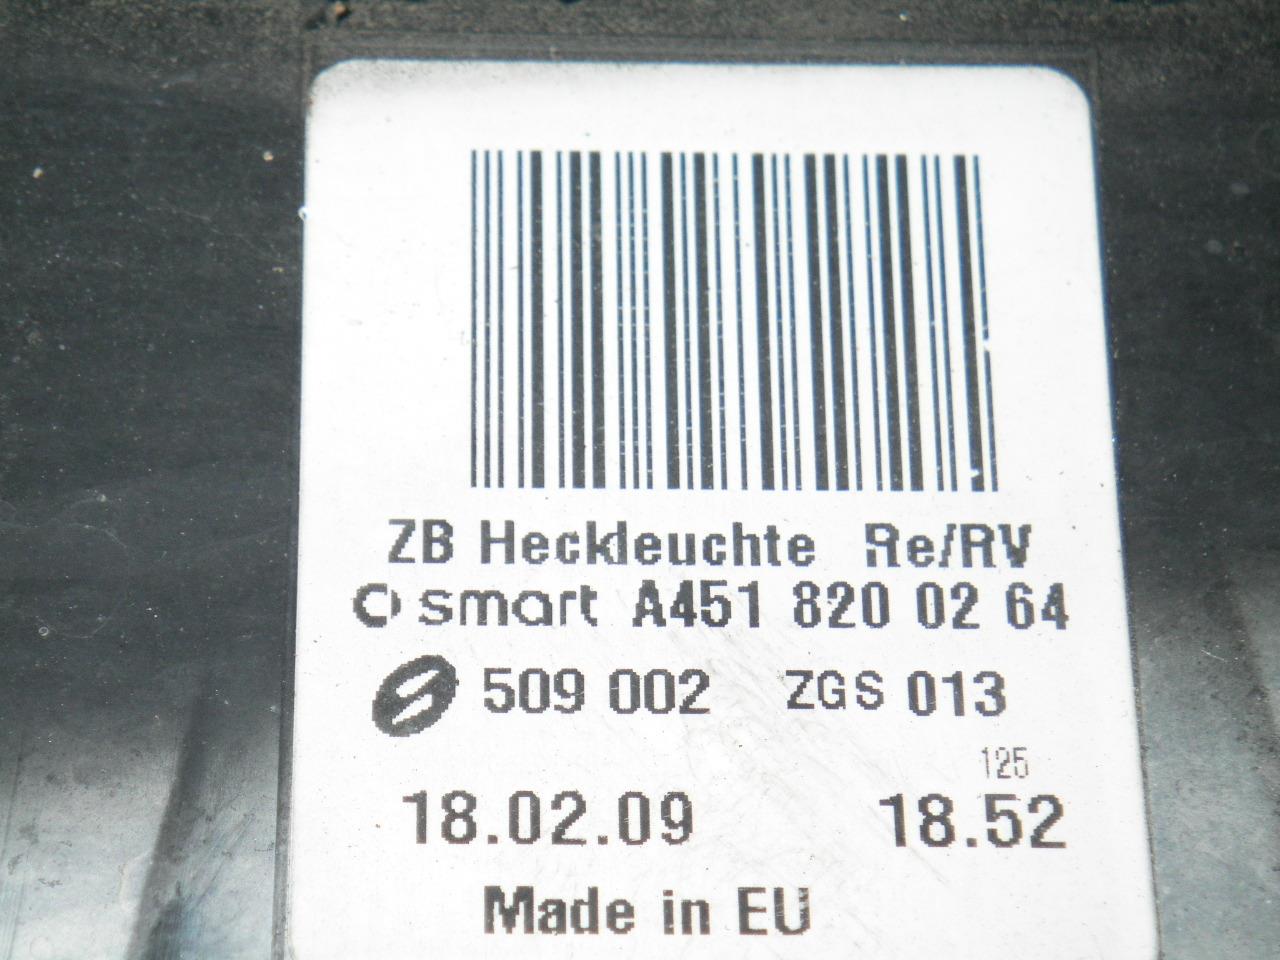 ZB Heckleuchte Re/RV
smart A451 820 02 64
509 002 ZGS 013
125
18.02.09 18.52
Made in EU